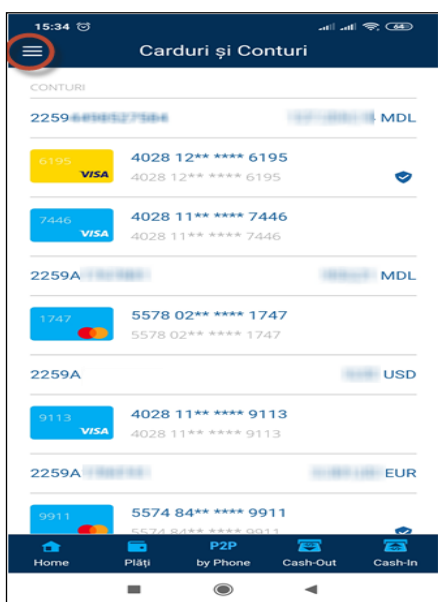 15:34 64
Carduri și Conturi
CONTURI
2259 MDL
6195 VISA
4028 12** **** 6195
4028 12** **** 6195
7446 VISA
4028 11** **** 7446
4028 11** **** 7446
2259A MDL
1747
5578 02** **** 1747
5578 02** **** 1747
2259A USD
9113 VISA
4028 11** **** 9113
4028 11** **** 9113
2259A EUR
9911
5574 84** **** 9911
5574 84** **** 9911
Home Plăți P2P by Phone Cash-Out Cash-In